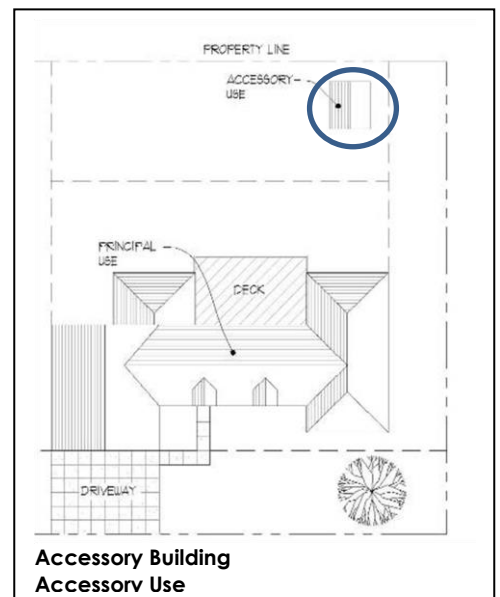 PROPERTY LINE
ACCESSORY
USE
PRINCIPAL
USE
DECK
DRIVEWAY
Accessory Building
Accessory Use